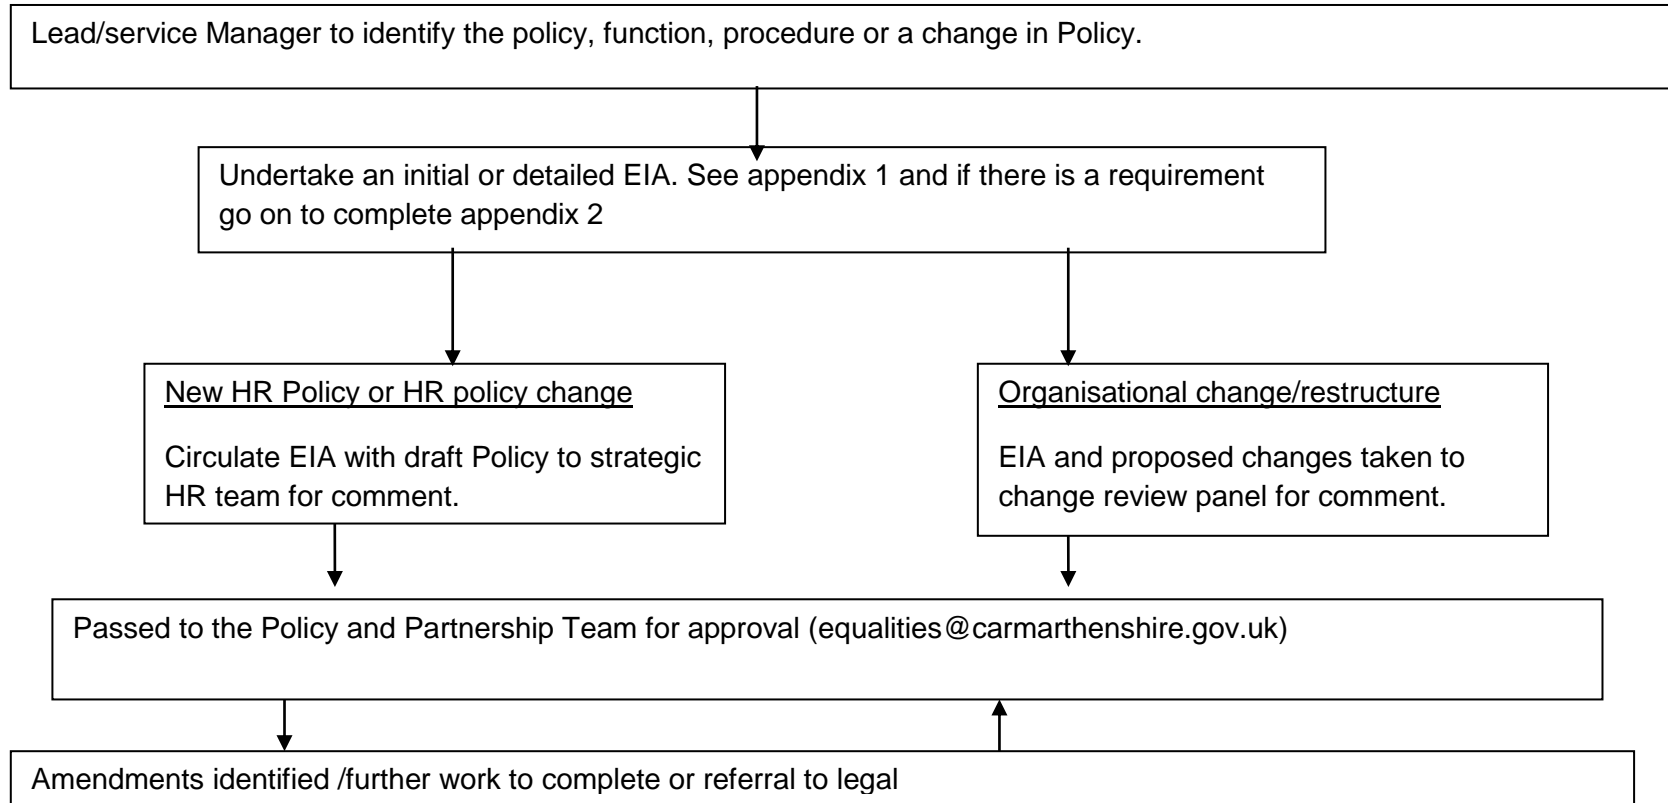 Lead/service Manager to identify the policy, function, procedure or a change in Policy.
Undertake an initial or detailed EIA. See appendix 1 and if there is a requirement
go on to complete appendix 2
New HR Policy or HR policy change
Circulate EIA with draft Policy to strategic
HR team for comment.
Organisational change/restructure
EIA and proposed changes taken to
change review panel for comment.
Passed to the Policy and Partnership Team for approval (equalities@carmarthenshire.gov.uk)
Amendments identified /further work to complete or referral to legal